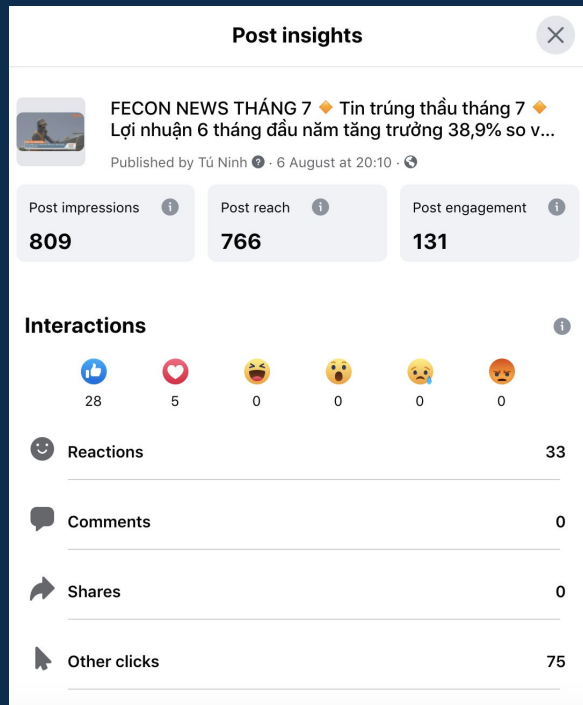 Post insights
FECON NEWS THÁNG 7 🔸 Tin trúng thầu tháng 7 🔸
Lợi nhuận 6 tháng đầu năm tăng trưởng 38,9% so v...
Published by Tú Ninh · 6 August at 20:10 ·
Post impressions
809
Post reach
766
Post engagement
131
Interactions
28 5 0 0 0 0
Reactions 33
Comments 0
Shares 0
Other clicks 75